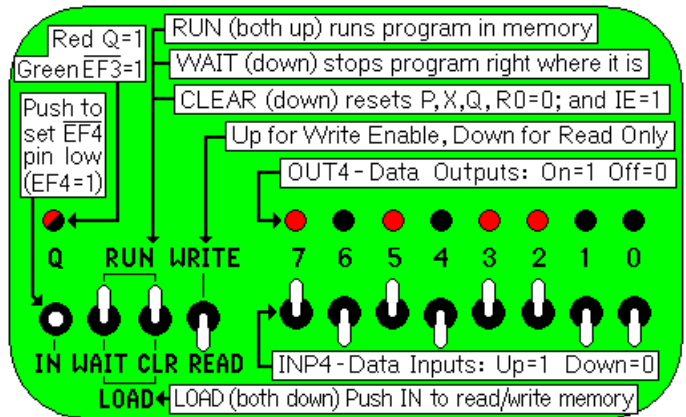 RUN (both up) runs program in memory
Red Q=1
Green EF3=1
WAIT (down) stops program right where it is
CLEAR (down) resets P,X,Q, R0=0; and IE=1
Push to
set EF4
pin low
(EF4=1)
Up for Write Enable, Down for Read Only
OUT4-Data Outputs: On=1 Off=0
Q RUN WRITE 7 6 5 4 3 2 1 0
IN WAIT CLR READ
INP4-Data Inputs: Up=1 Down=0
LOAD
LOAD (both down) Push IN to read/write memory